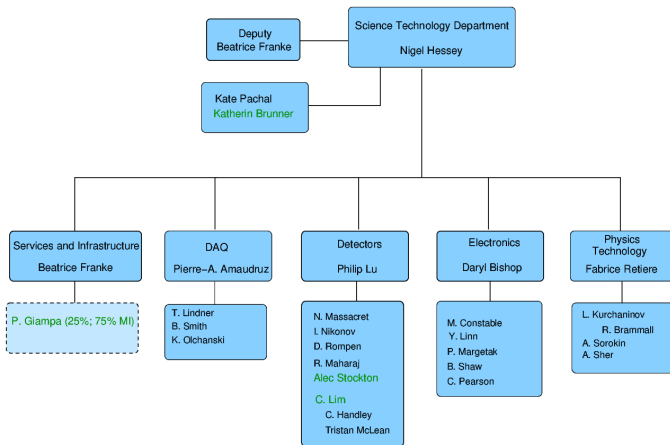 Science Technology Department
Nigel Hessey
Deputy
Beatrice Franke
Kate Pachal
Katherin Brunner
Services and Infrastructure
Beatrice Franke
P. Giampa (25%; 75% MI)
DAQ
Pierre-A. Amaudruz
T. Lindner
B. Smith
K. Olchanski
Detectors
Philip Lu
N. Massacret
I. Nikonov
D. Rompen
R. Maharaj
Alec Stockton
C. Lim
C. Handley
Tristan McLean
Electronics
Daryl Bishop
M. Constable
Y. Linn
P. Margetak
B. Shaw
C. Pearson
Physics
Technology
Fabrice Retiere
L. Kurchaninov
R. Brammall
A. Sorokin
A. Sher